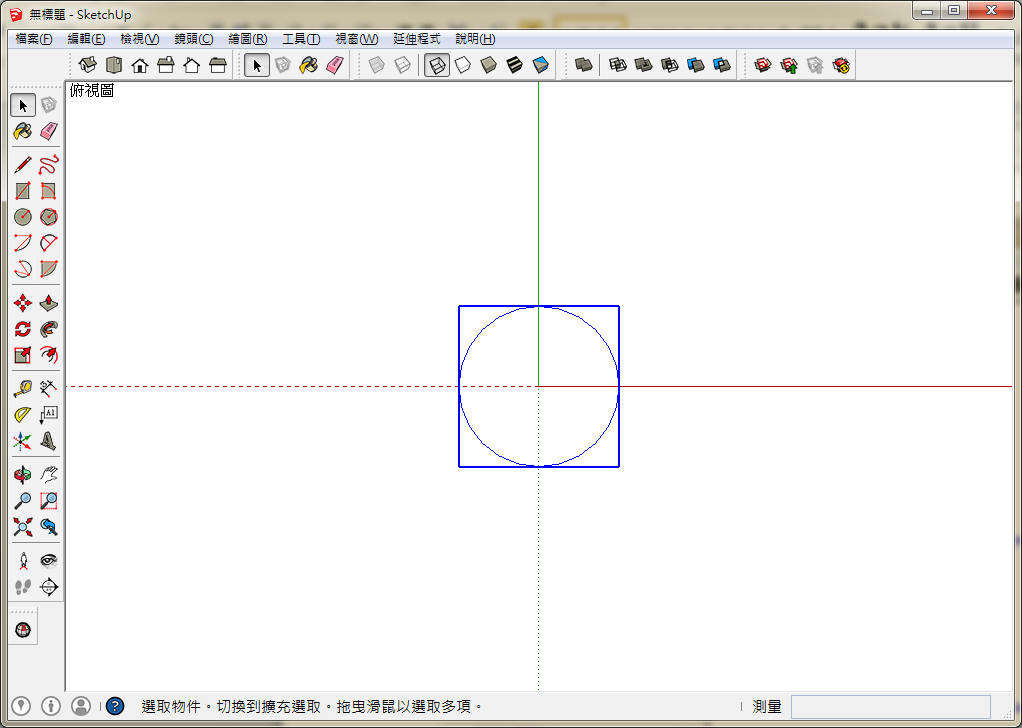 無標題 - SketchUp
檔案(F) 編輯(E) 檢視(V) 鏡頭(C) 繪圖(R) 工具(T) 視窗(W) 延伸程式 說明(H)
俯視圖
A1
選取物件。切換到擴充選取。拖曳滑鼠以選取多項。
測量